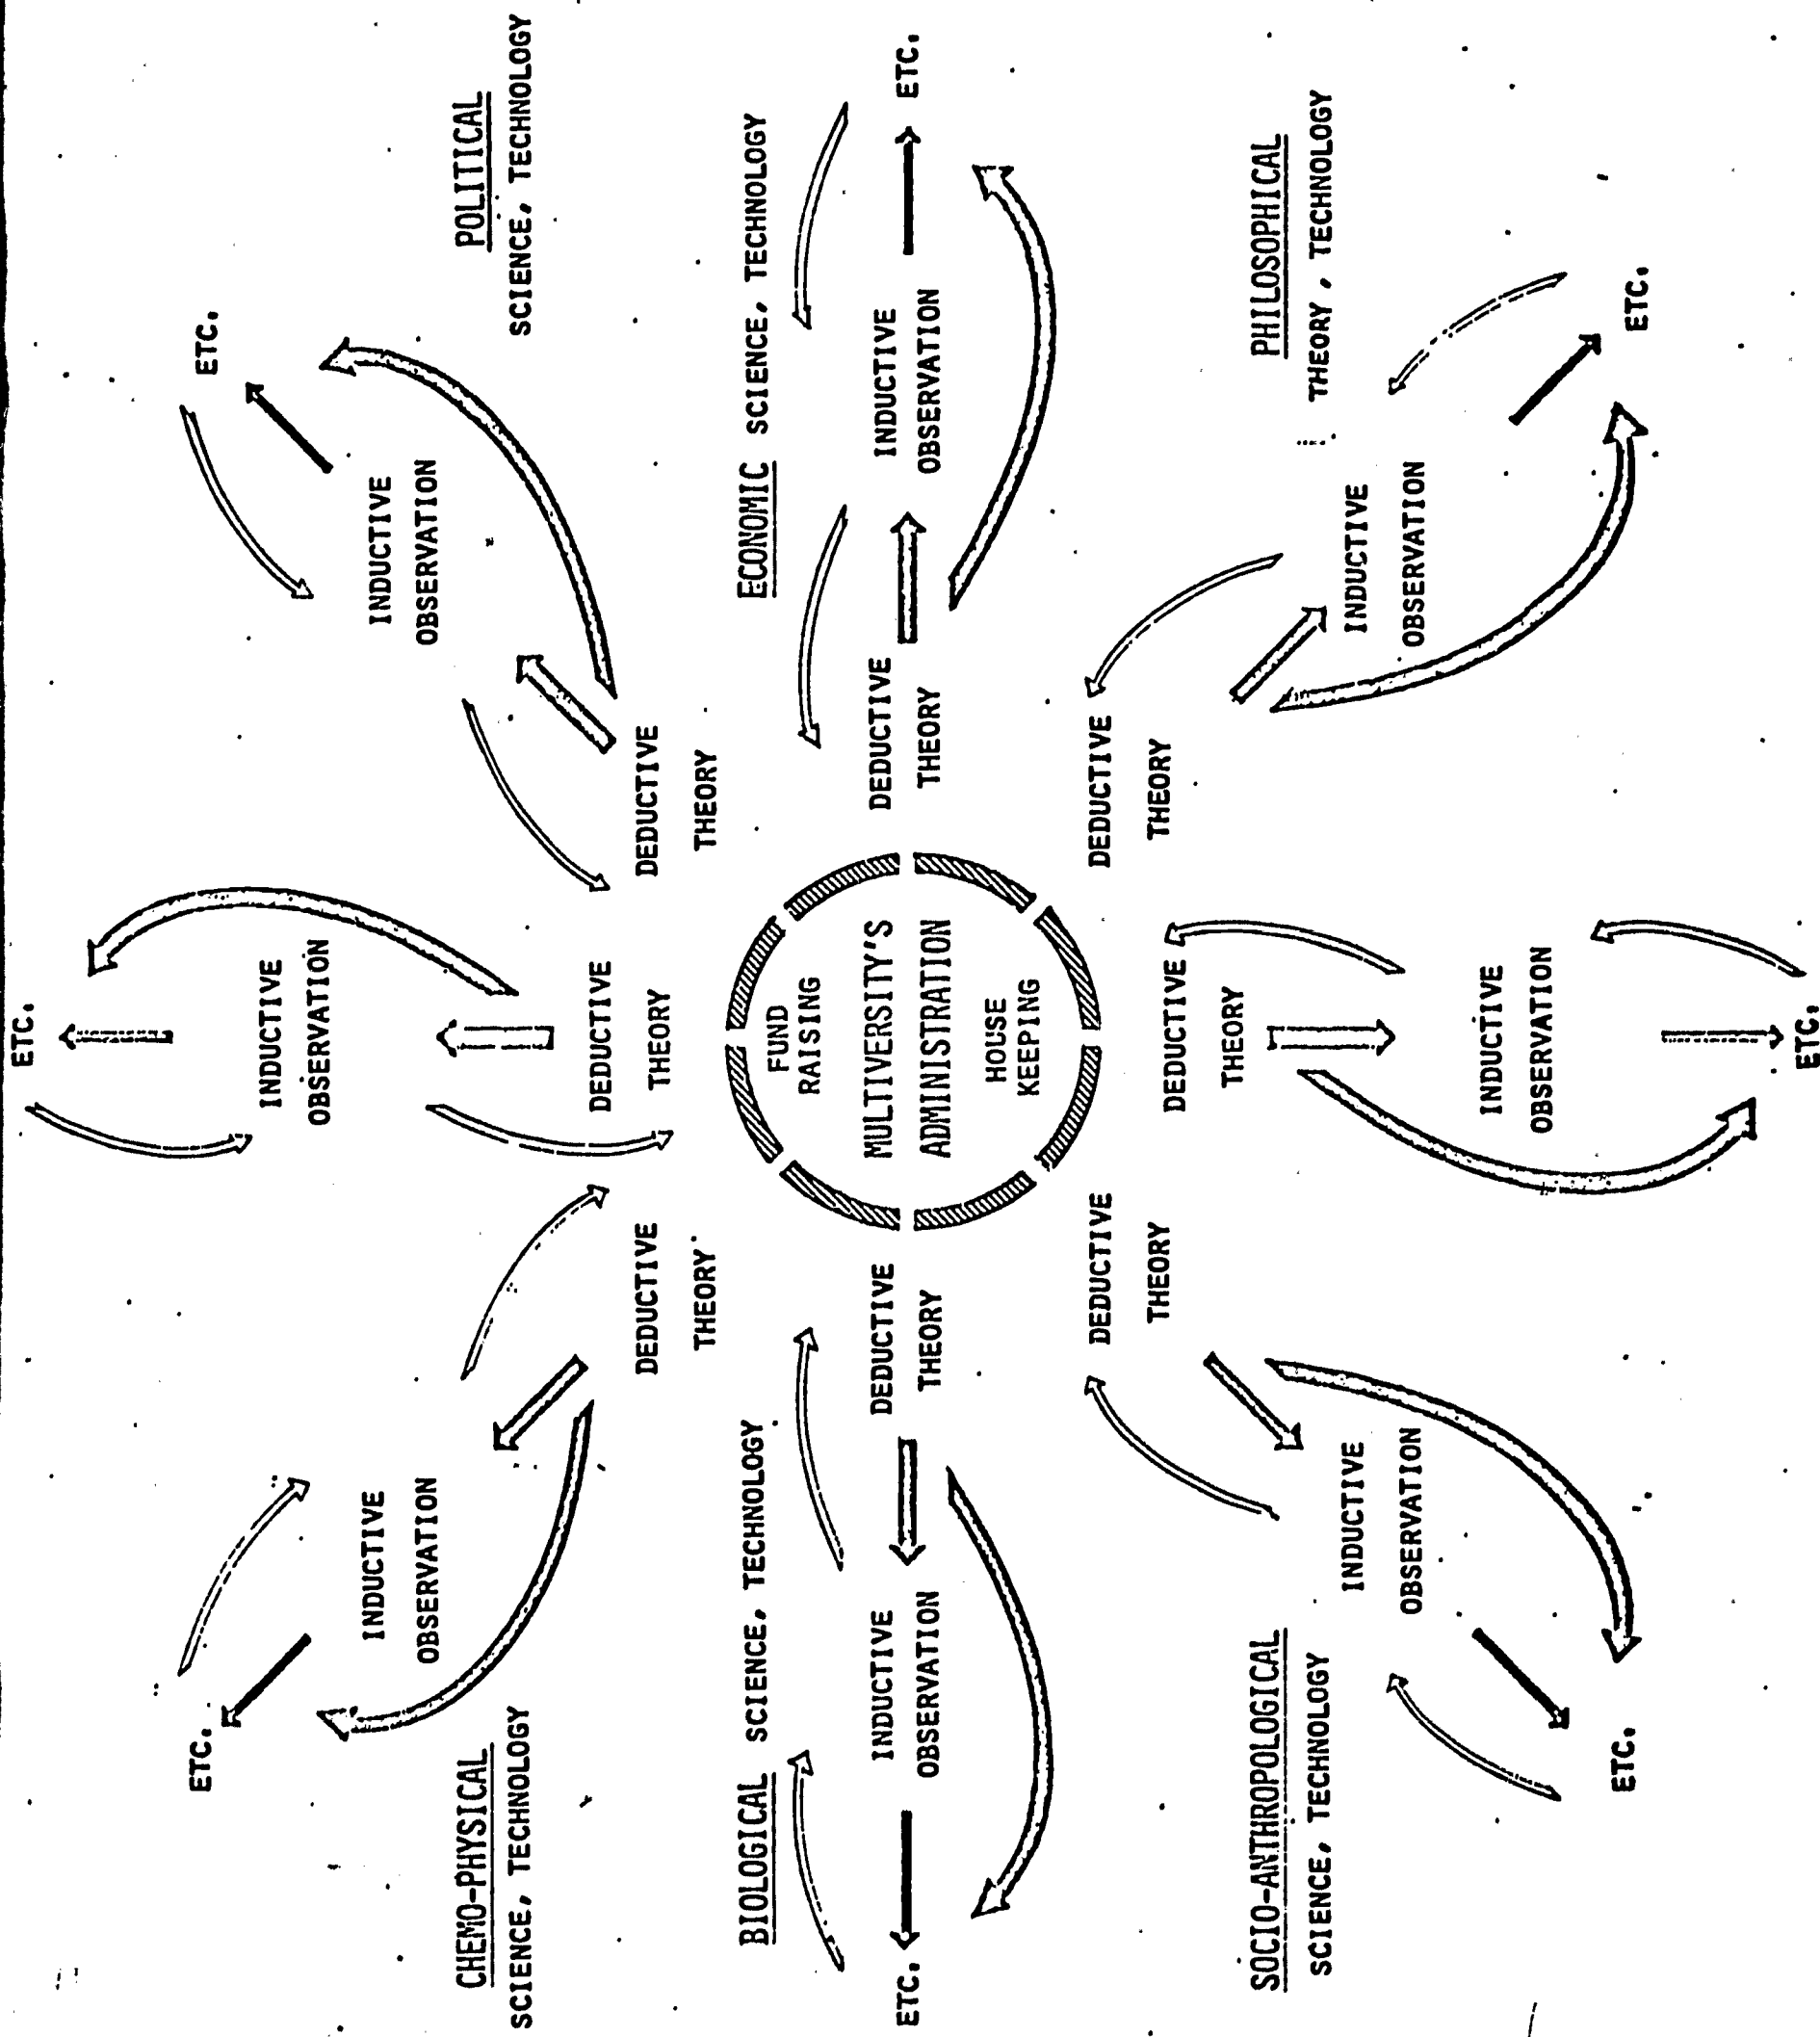 ETC.
ETC.
ETC.
INDUCTIVE
OBSERVATION
INDUCTIVE
OBSERVATION
INDUCTIVE
OBSERVATION
CHEMO-PHYSICAL
SCIENCE, TECHNOLOGY
POLITICAL
SCIENCE, TECHNOLOGY
DEDUCTIVE
THEORY
DEDUCTIVE
THEORY
DEDUCTIVE
THEORY
BIOLOGICAL SCIENCE, TECHNOLOGY
ECONOMIC SCIENCE, TECHNOLOGY
FUND
RAISING
ETC.
INDUCTIVE
OBSERVATION
DEDUCTIVE
THEORY
MULTIVERSITY'S
ADMINISTRATION
DEDUCTIVE
THEORY
INDUCTIVE
OBSERVATION
ETC.
HOUSE
KEEPING
DEDUCTIVE
THEORY
DEDUCTIVE
THEORY
DEDUCTIVE
THEORY
SOCIO-ANTHROPOLOGICAL
SCIENCE, TECHNOLOGY
PHILOSOPHICAL
THEORY, TECHNOLOGY
INDUCTIVE
OBSERVATION
INDUCTIVE
OBSERVATION
INDUCTIVE
OBSERVATION
ETC.
ETC.
ETC.